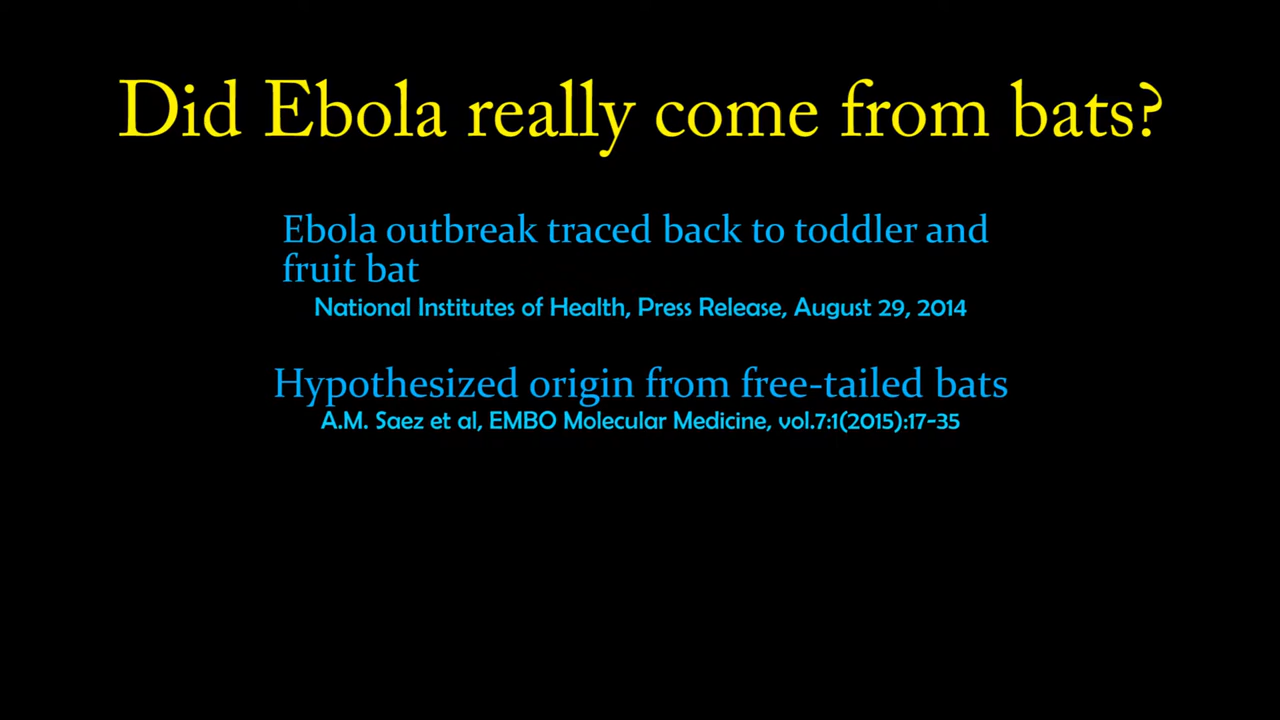 Did Ebola really come from bats?
Ebola outbreak traced back to toddler and
fruit bat
National Institutes of Health, Press Release, August 29, 2014
Hypothesized origin from free-tailed bats
A.M. Saez et al, EMBO Molecular Medicine, vol.7:1(2015):17-35